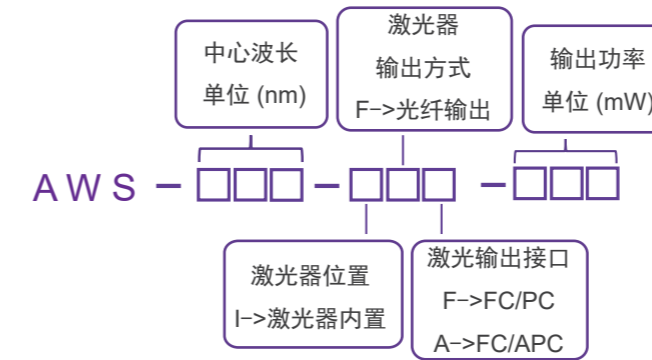 中心波长
单位 (nm)
激光器
输出方式
F->光纤输出
输出功率
单位 (mW)
AWS-□□□-□□□-□□□
激光器位置
I->激光器内置
激光输出接口
F->FC/PC
A->FC/APC